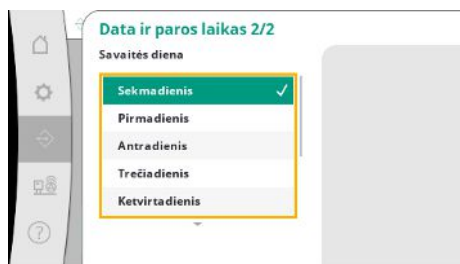 Data ir paros laikas 2/2
Savaitės diena
Sekmadienis
Pirmadienis
Antradienis
Trečiadienis
Ketvirtadienis